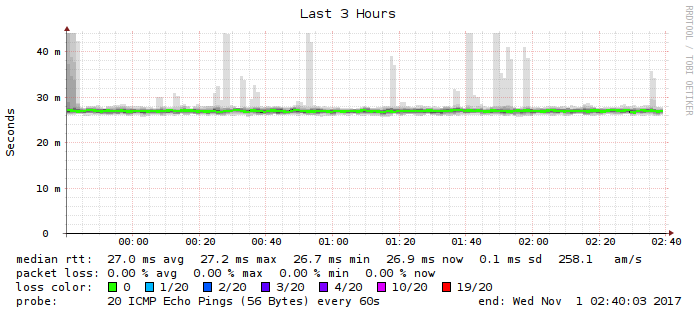 Last 3 Hours
RRDTOOL / TOBI OETIKER
Seconds
40 m
30 m
20 m
10 m
0
00:00 00:20 00:40 01:00 01:20 01:40 02:00 02:20 02:40
median rtt: 27.0 ms avg 27.2 ms max 26.7 ms min 26.9 ms now 0.1 ms sd 258.1 am/s
packet loss: 0.00 % avg 0.00 % max 0.00 % min 0.00 % now
loss color: 0 1/20 2/20 3/20 4/20 10/20 19/20
probe: 20 ICMP Echo Pings (56 Bytes) every 60s end: Wed Nov 1 02:40:03 2017